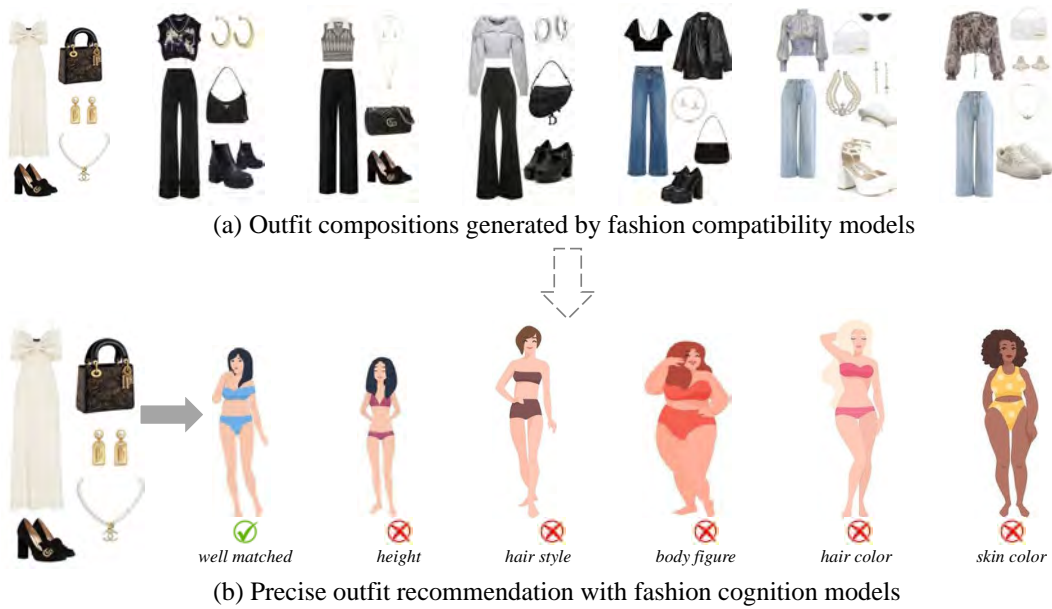 (a) Outfit compositions generated by fashion compatibility models
well matched
height
hair style
body figure
hair color
skin color
(b) Precise outfit recommendation with fashion cognition models